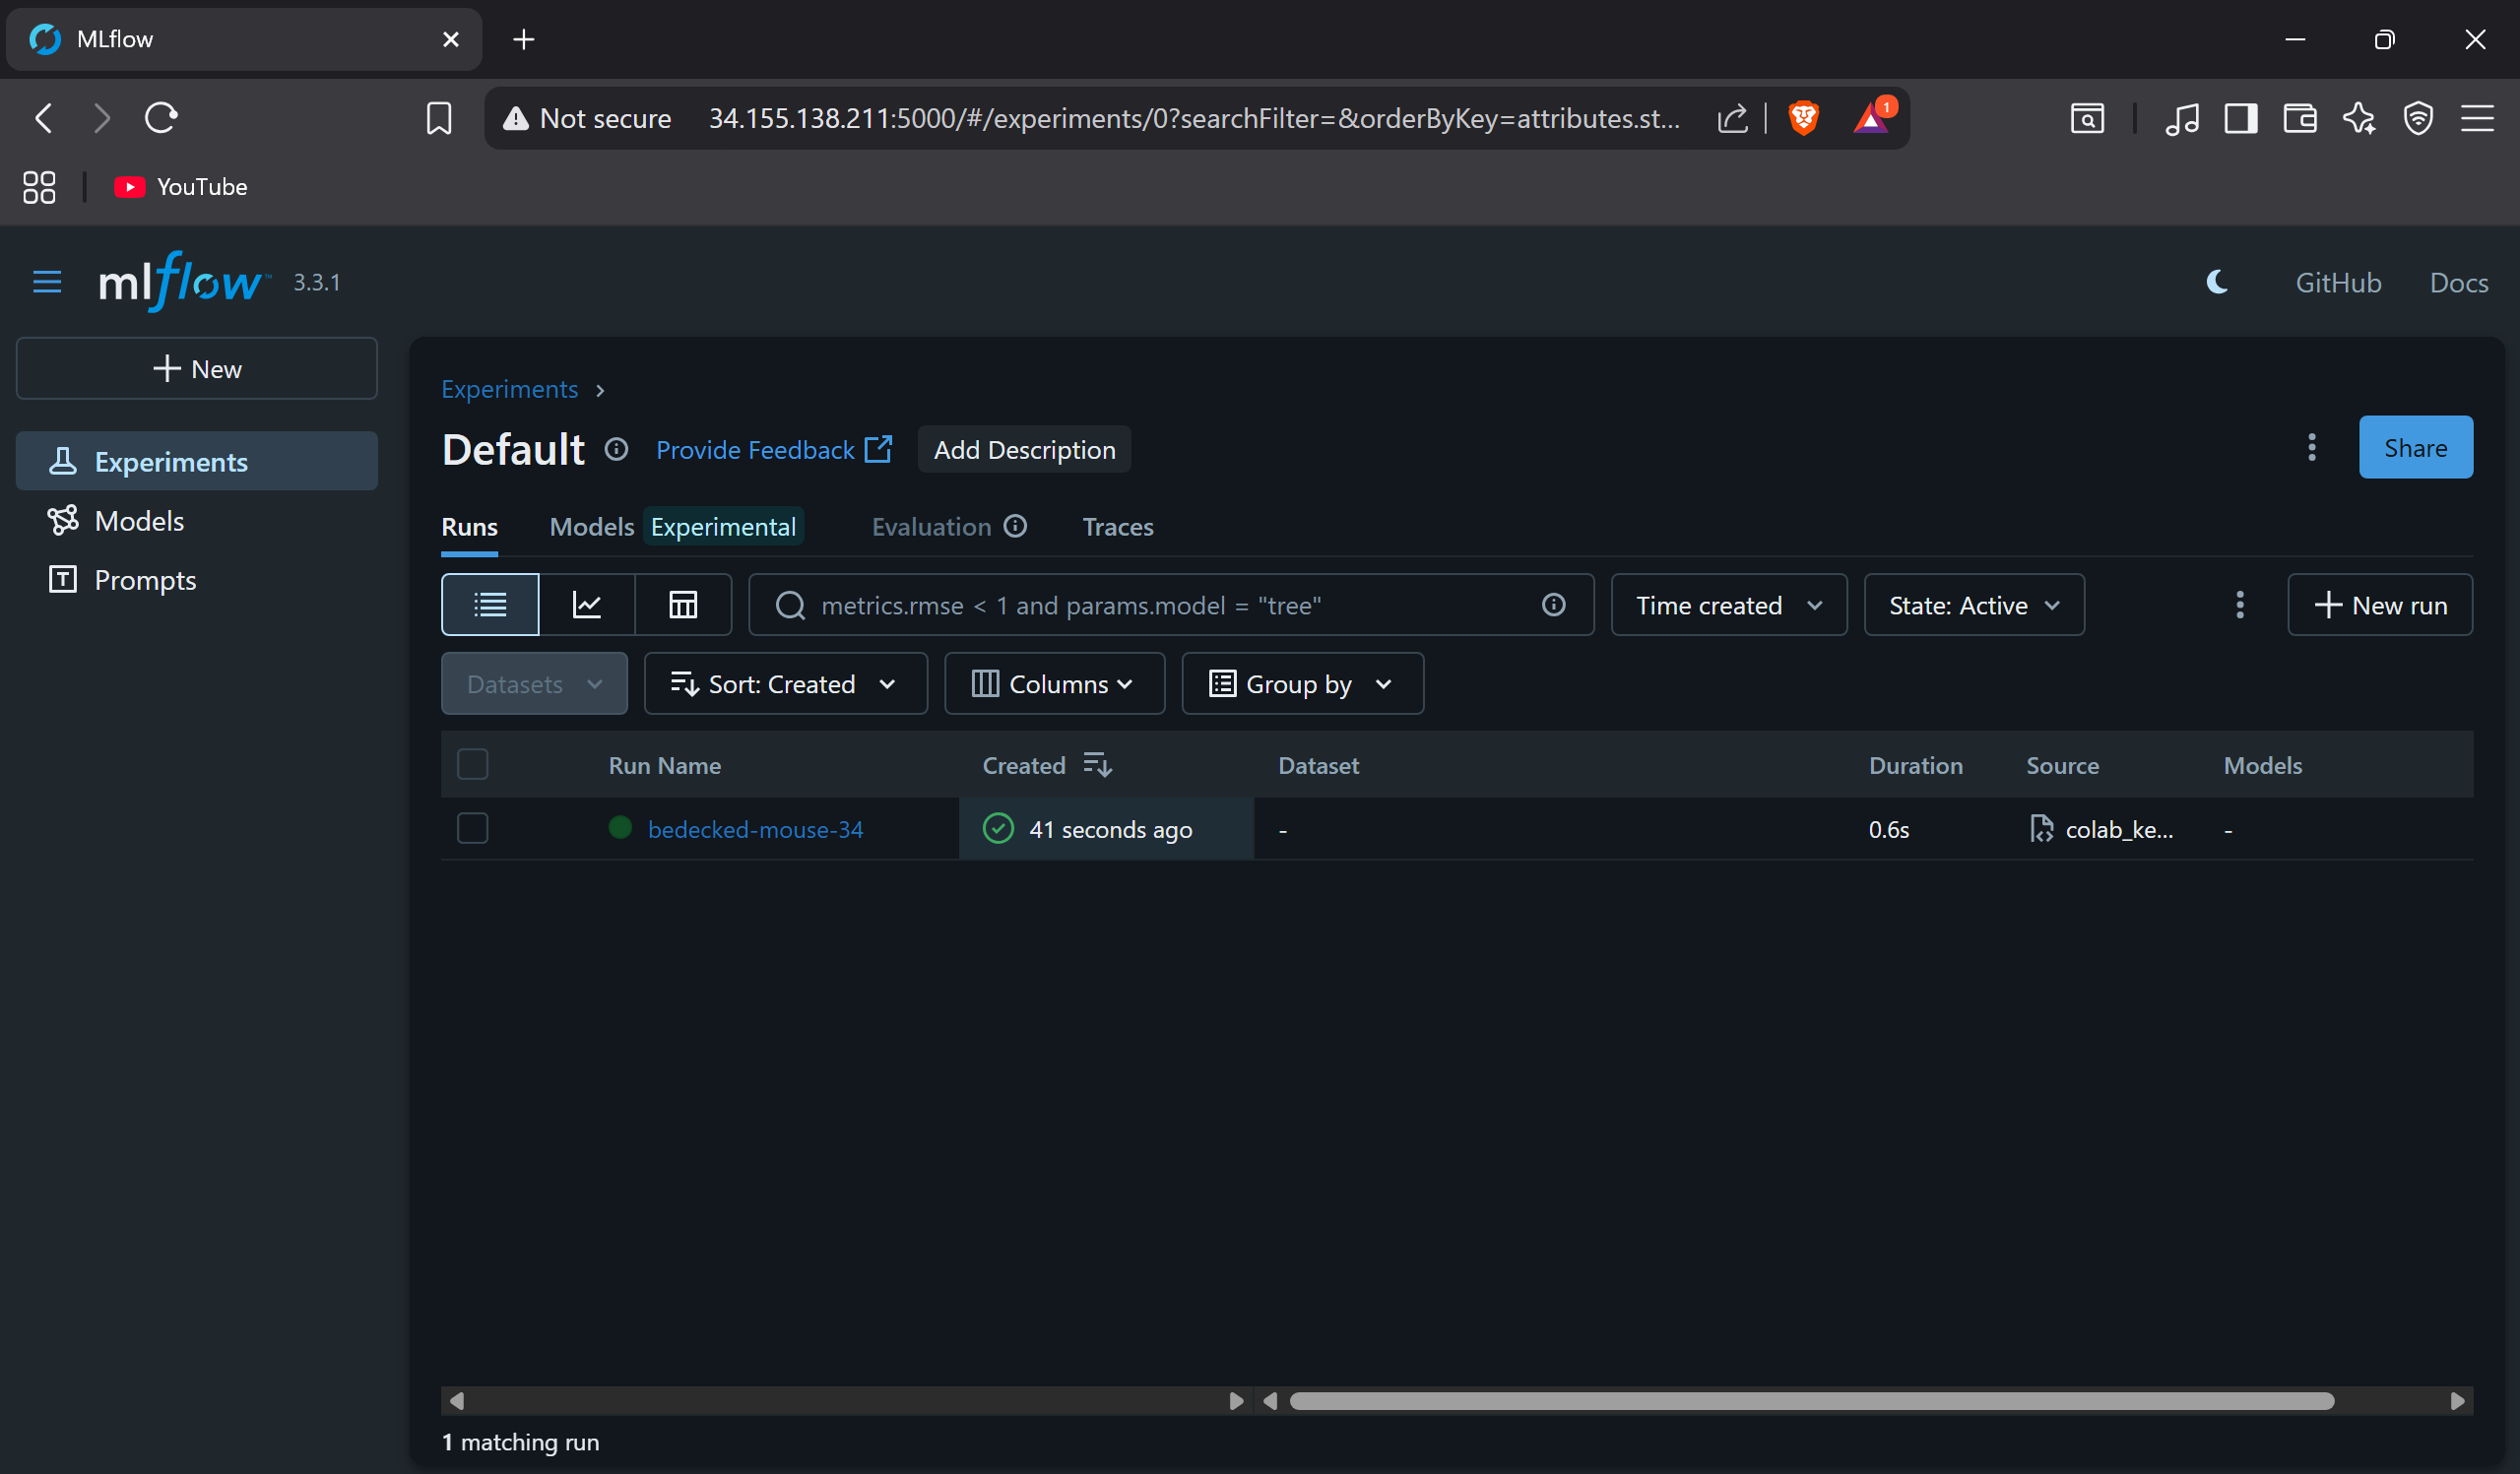 MLflow
Not secure 34.155.138.211:5000/#/experiments/0?searchFilter=&orderByKey=attributes.st... 1
YouTube
mlflow™ 3.3.1 GitHub Docs
New
Experiments
Models
Prompts
Experiments
Default Provide Feedback Add Description Share
Runs Models Experimental Evaluation Traces
metrics.rmse < 1 and params.model = "tree" Time created State: Active New run
Datasets Sort: Created Columns Group by
Run Name Created Dataset Duration Source Models
bedecked-mouse-34 41 seconds ago - 0.6s colab_ke... -
1 matching run